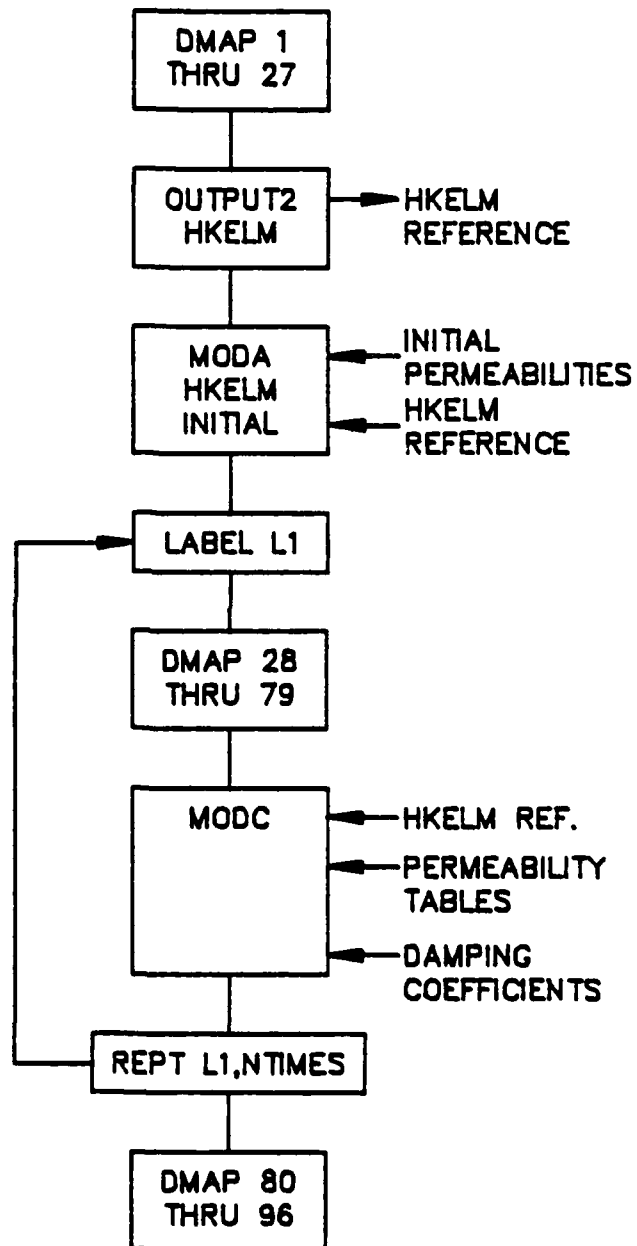 DMAP 1
THRU 27
OUTPUT2
HKELM
HKELM
REFERENCE
MODA
HKELM
INITIAL
INITIAL
PERMEABILITIES
HKELM
REFERENCE
LABEL L1
DMAP 28
THRU 79
MODC
HKELM REF.
PERMEABILITY
TABLES
DAMPING
COEFFICIENTS
REPT L1,NTIMES
DMAP 80
THRU 96